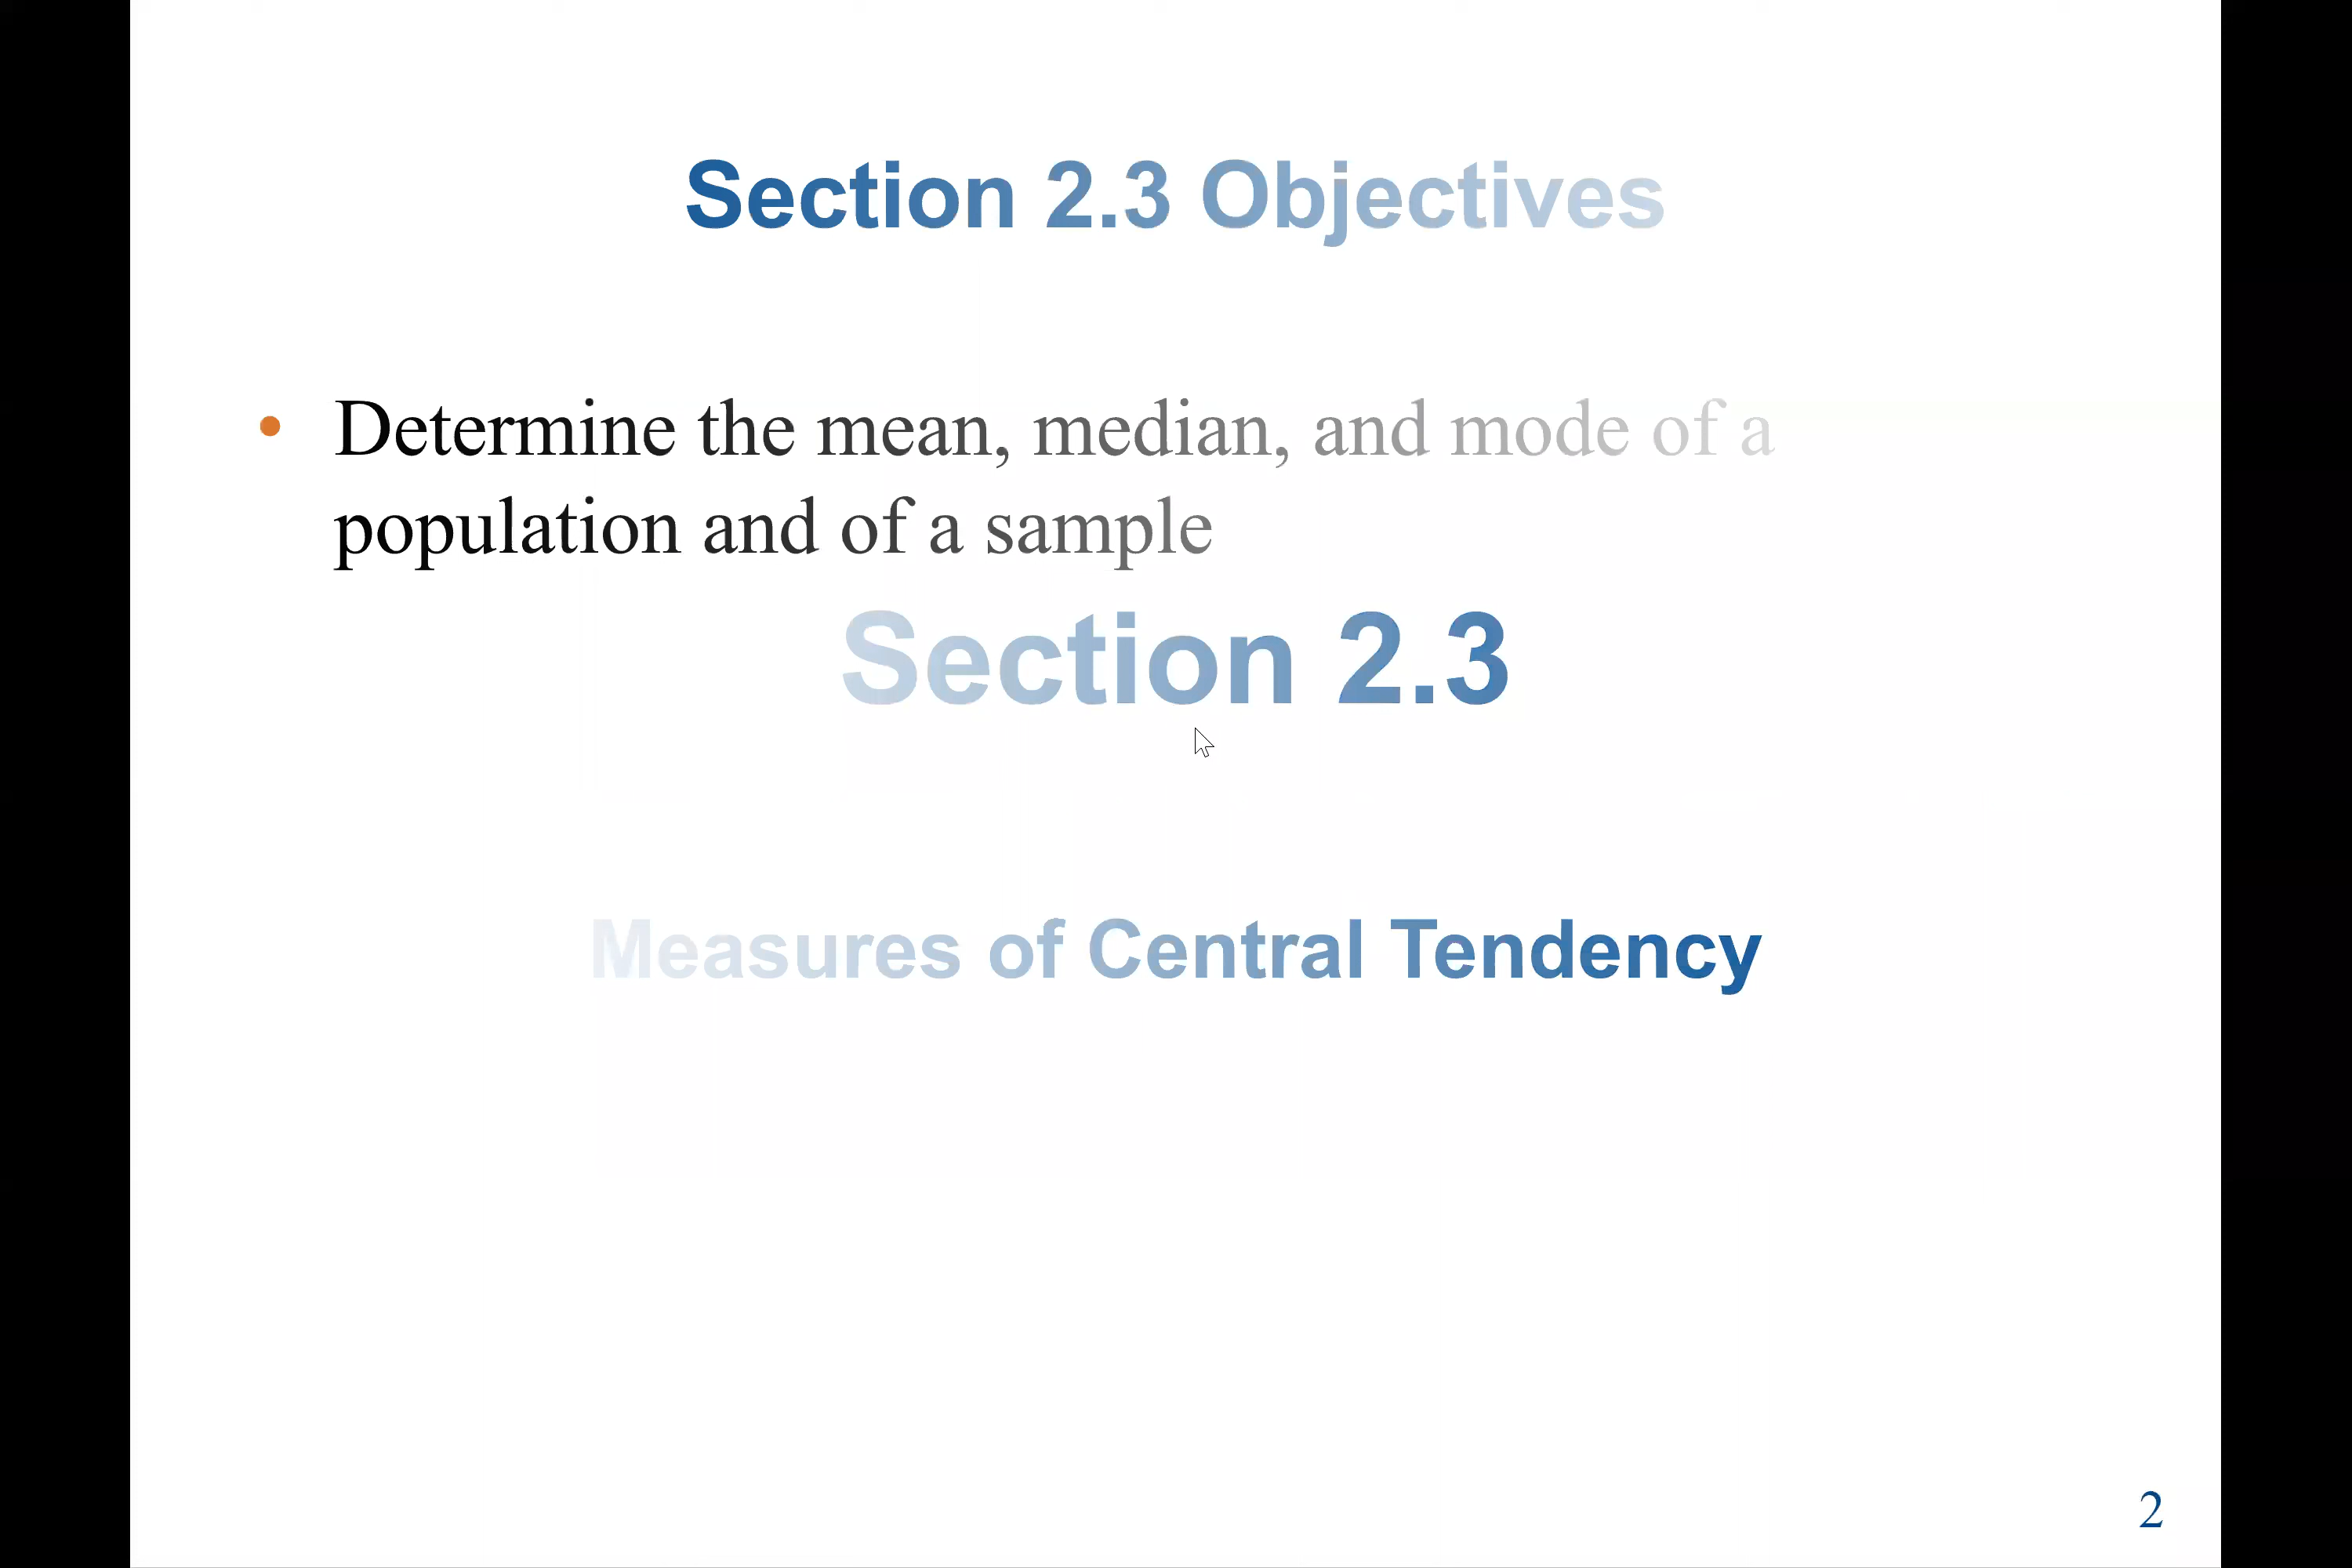 Section 2.3 Objectives
• Determine the mean, median, and mode of a
population and of a sample
Section 2.3
Measures of Central Tendency
2